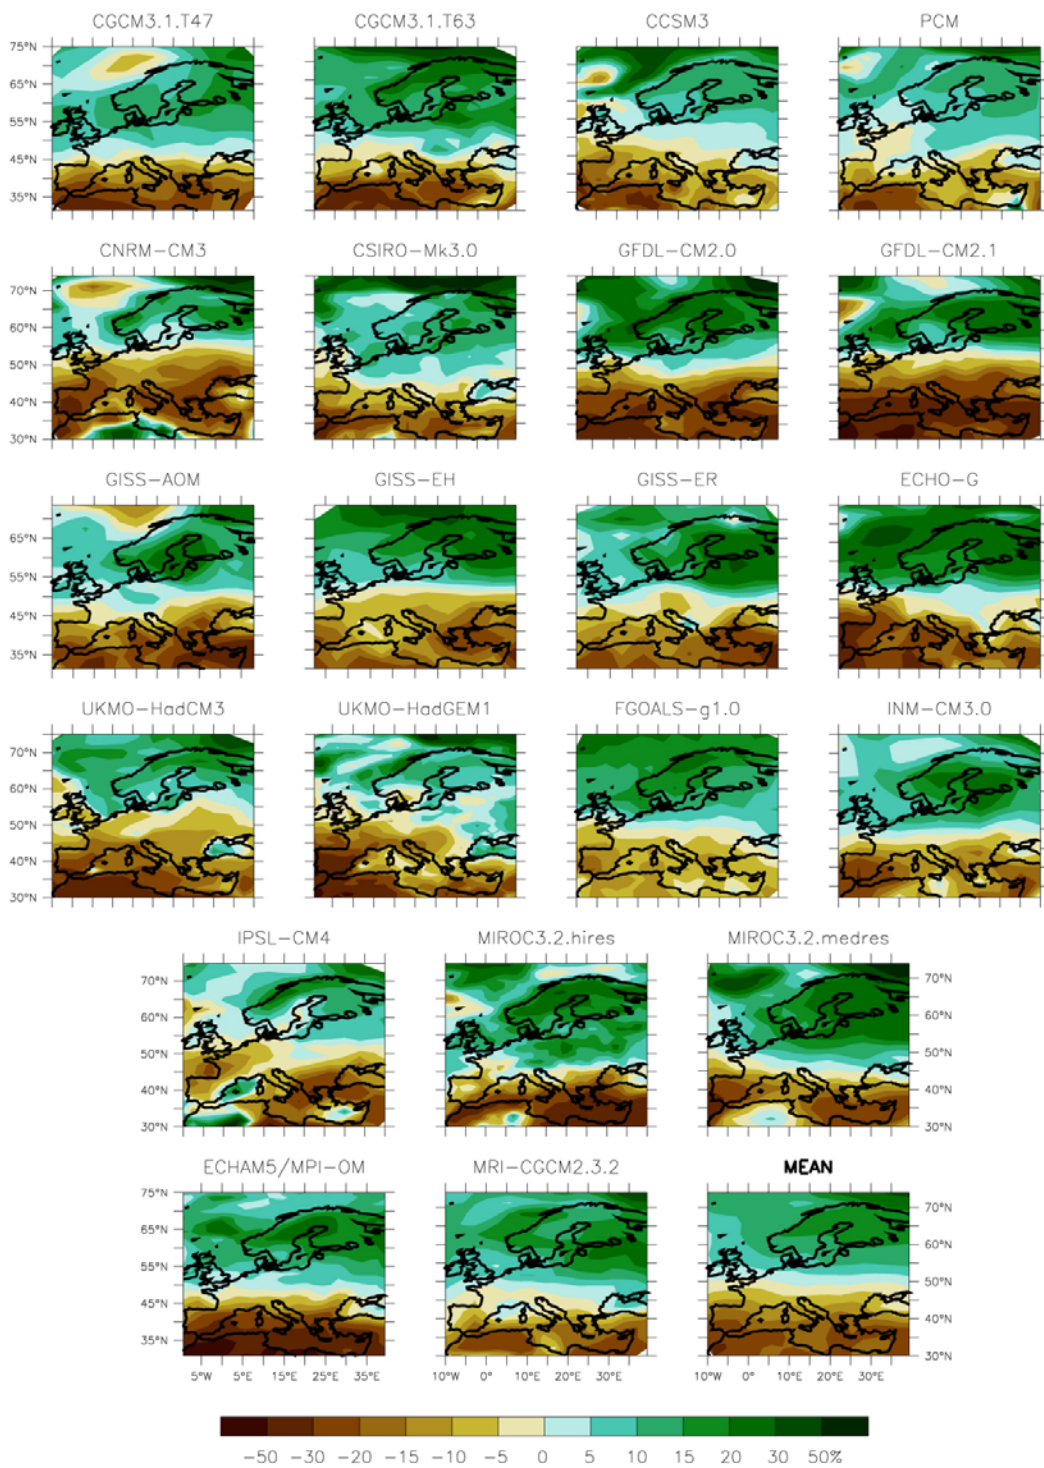 CGCM3.1.T47 CGCM3.1.T63 CCSM3 PCM
75°N
65°N
55°N
45°N
35°N
CNRM-CM3 CSIRO-Mk3.0 GFDL-CM2.0 GFDL-CM2.1
70°N
60°N
50°N
40°N
30°N
GISS-AOM GISS-EH GISS-ER ECHO-G
65°N
55°N
45°N
35°N
UKMO-HadCM3 UKMO-HadGEM1 FGOALS-g1.0 INM-CM3.0
70°N
60°N
50°N
40°N
30°N
IPSL-CM4 MIROC3.2.hires MIROC3.2.medres
70°N 70°N
60°N 60°N
50°N 50°N
40°N 40°N
30°N 30°N
ECHAM5/MPI-OM MRI-CGCM2.3.2 MEAN
75°N
70°N
65°N
60°N
55°N
50°N
45°N
40°N
35°N
30°N
5°W 5°E 15°E 25°E 10°W 0° 10°E 20°E 30°E 10°W 0° 10°E 20°E 30°E
-50 -30 -20 -15 -10 -5 0 5 10 15 20 30 50%